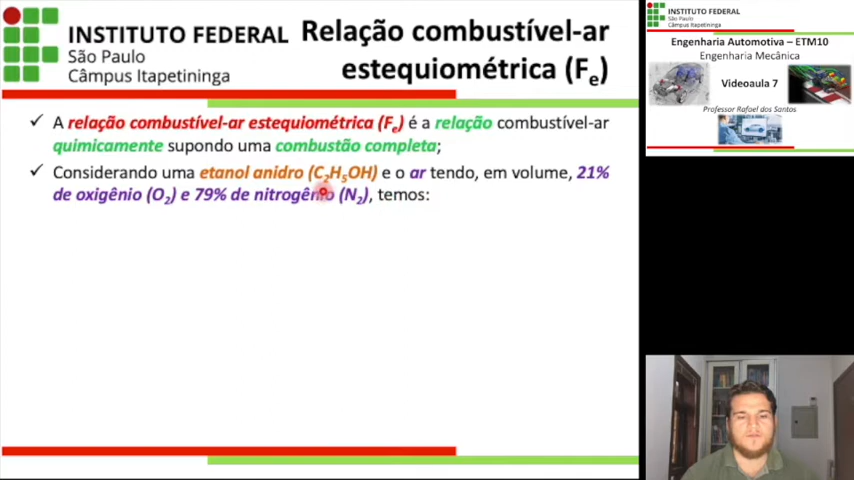 INSTITUTO FEDERAL
São Paulo
Câmpus Itapetininga
Relação combustível-ar
estequiométrica (Fe)
✓ A relação combustível-ar estequiométrica (Fe) é a relação combustível-ar
quimicamente supondo uma combustão completa;
✓ Considerando uma etanol anidro (C2H5OH) e o ar tendo, em volume, 21%
de oxigênio (O2) e 79% de nitrogênio (N2), temos:
INSTITUTO FEDERAL
São Paulo
Câmpus Itapetininga
Engenharia Automotiva – ETM10
Engenharia Mecânica
Videoaula 7
Professor Rafael dos Santos